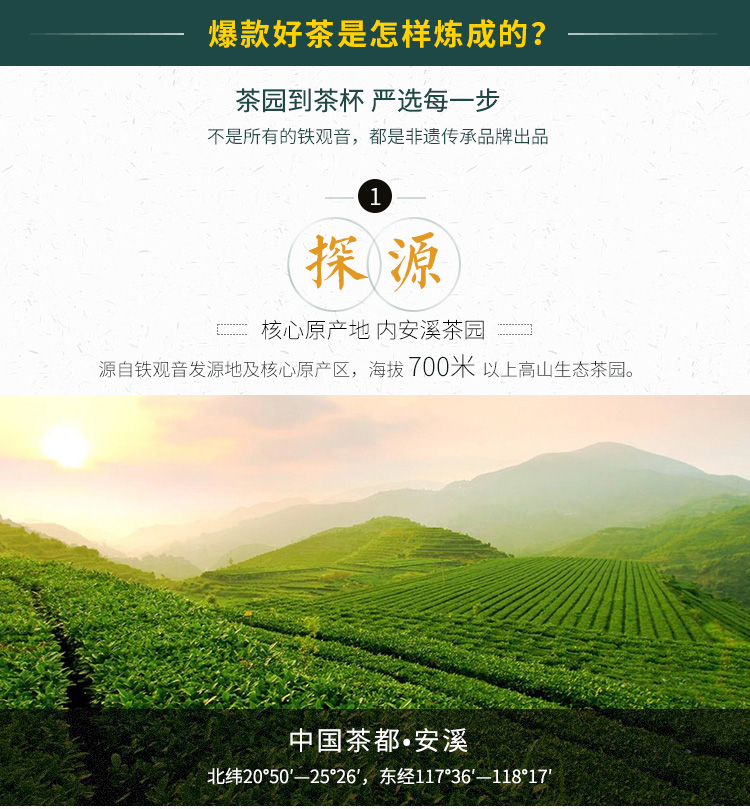 爆款好茶是怎样炼成的？
茶园到茶杯 严选每一步
不是所有的铁观音，都是非遗传承品牌出品
1
探源
核心原产地 内安溪茶园
源自铁观音发源地及核心原产区，海拔 700米 以上高山生态茶园。
中国茶都•安溪
北纬20°50′—25°26′，东经117°36′—118°17′